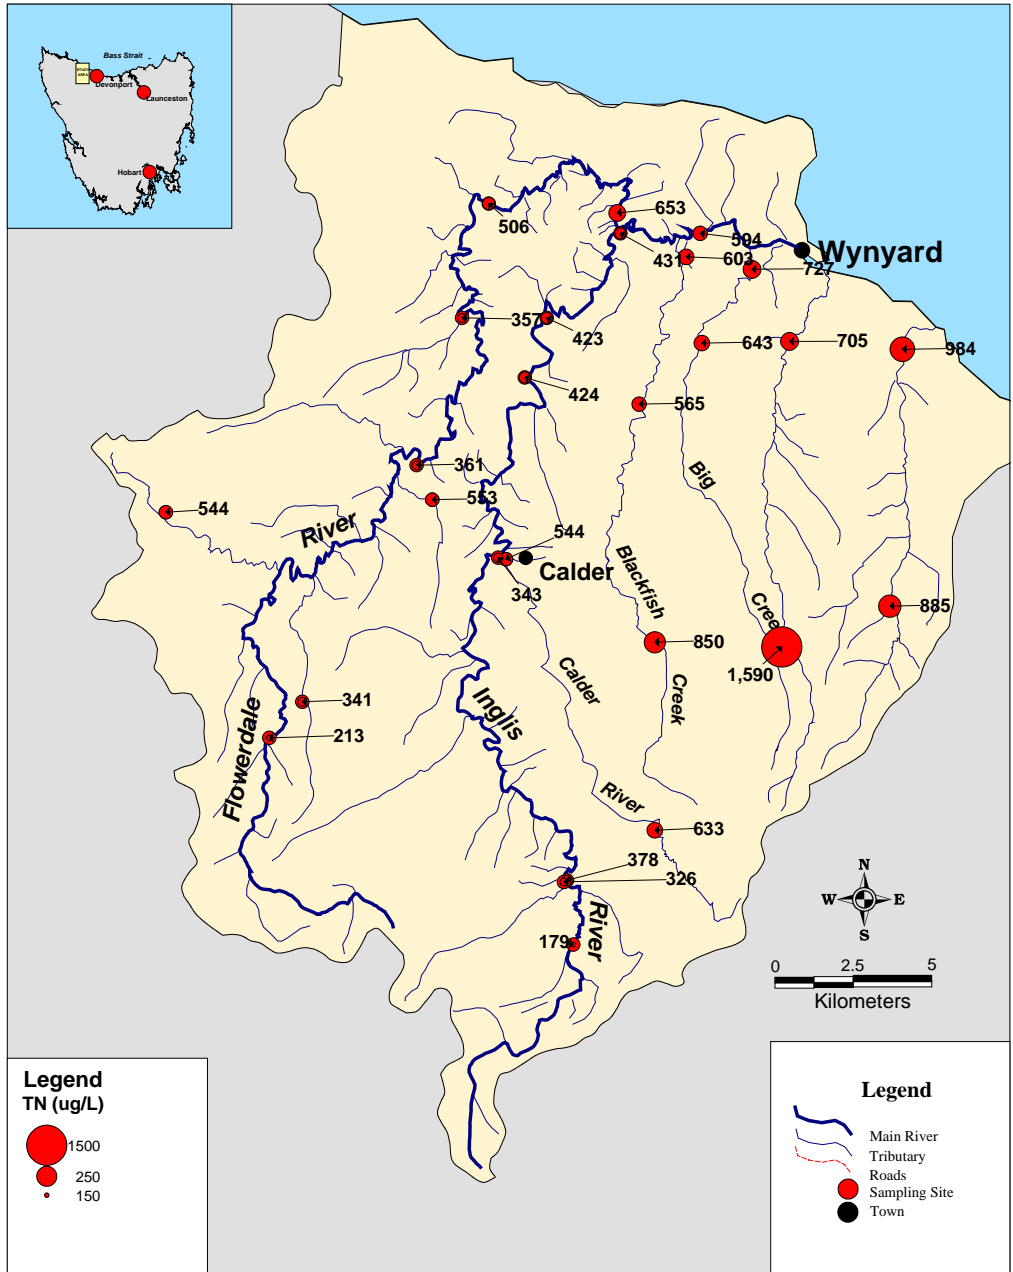 Bass Strait
STUDY
AREA
Devonport
Launceston
Hobart
653
506
594
Wynyard
431
603
727
357
423
643
705
984
424
565
361
553
544
River
Big
544
Calder
343
Blackfish
Creek
885
850
1,590
Calder
Creek
341
Inglis
213
Flowerdale
River
633
378
326
River
179
N
W
E
S
0 2.5 5
Kilometers
Legend
TN (ug/L)
1500
250
150
Legend
Main River
Tributary
Roads
Sampling Site
Town